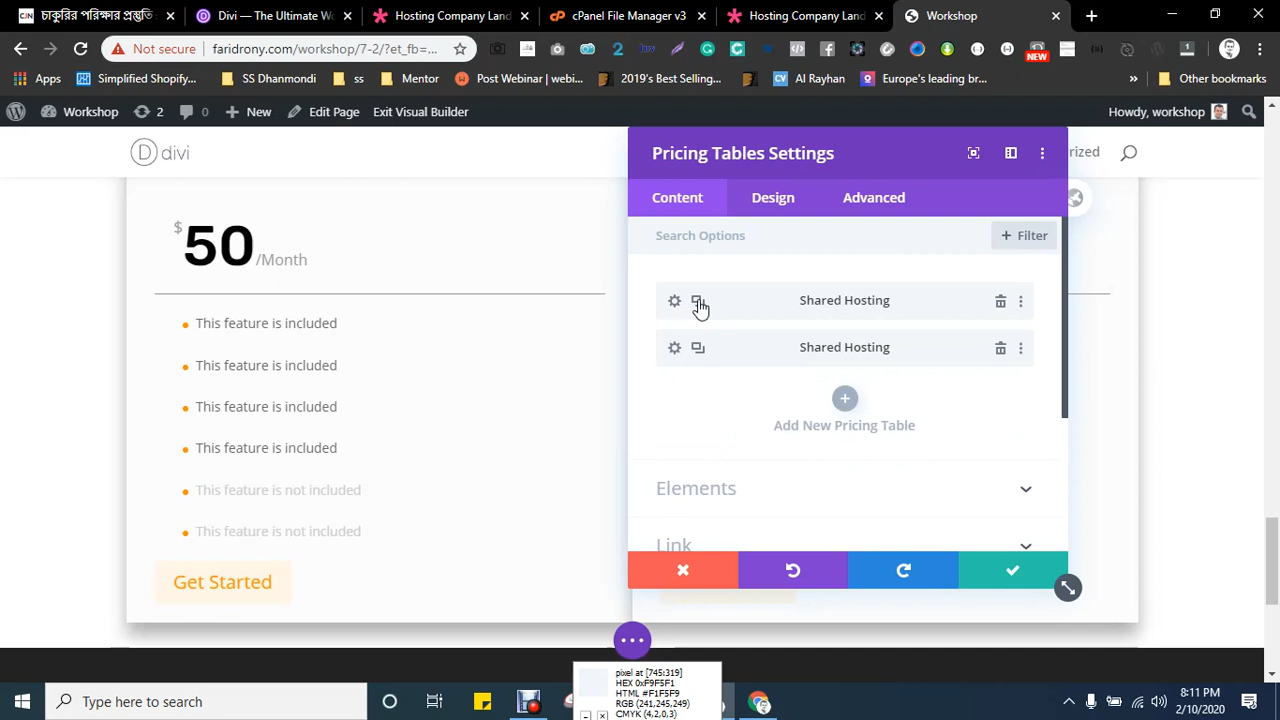 চাকুরির পরিক্ষার প্রস্তুতি
Divi — The Ultimate W
Hosting Company Land
cPanel File Manager v3
Hosting Company Land
Workshop
Not secure
faridrony.com/workshop/7-2/?et_fb=...
NEW
Apps
Simplified Shopify...
SS Dhanmondi
ss
Mentor
Post Webinar | webi...
2019's Best Selling...
CV
Al Rayhan
Europe's leading br...
Other bookmarks
Workshop
2
0
New
Edit Page
Exit Visual Builder
Howdy, workshop
D divi
rized
Pricing Tables Settings
Content
Design
Advanced
Search Options
+ Filter
$
50
/Month
Shared Hosting
Shared Hosting
This feature is included
This feature is included
This feature is included
This feature is included
This feature is not included
This feature is not included
Add New Pricing Table
Elements
Link
Get Started
pixel at [745:319]
HEX 0xF9F5F1
HTML #F1F5F9
RGB (241,245,249)
CMYK (4,2,0,3)
Type here to search
8:11 PM
2/10/2020